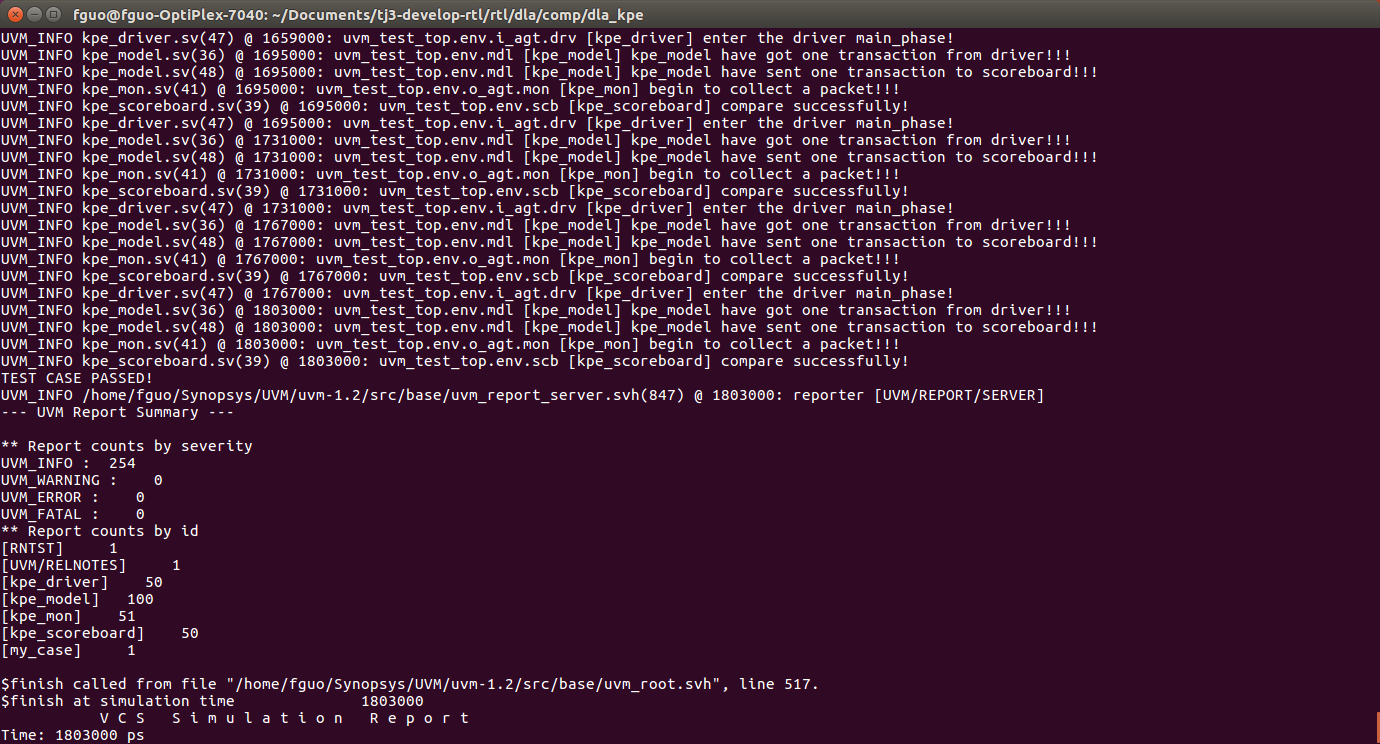 fguo@fguo-OptiPlex-7040: ~/Documents/tj3-develop-rtl/rtl/dla/comp/dla_kpe
UVM_INFO kpe_driver.sv(47) @ 1659000: uvm_test_top.env.i_agt.drv [kpe_driver] enter the driver main_phase!
UVM_INFO kpe_model.sv(36) @ 1695000: uvm_test_top.env.mdl [kpe_model] kpe_model have got one transaction from driver!!!
UVM_INFO kpe_model.sv(48) @ 1695000: uvm_test_top.env.mdl [kpe_model] kpe_model have sent one transaction to scoreboard!!!
UVM_INFO kpe_mon.sv(41) @ 1695000: uvm_test_top.env.o_agt.mon [kpe_mon] begin to collect a packet!!!
UVM_INFO kpe_scoreboard.sv(39) @ 1695000: uvm_test_top.env.scb [kpe_scoreboard] compare successfully!
UVM_INFO kpe_driver.sv(47) @ 1695000: uvm_test_top.env.i_agt.drv [kpe_driver] enter the driver main_phase!
UVM_INFO kpe_model.sv(36) @ 1731000: uvm_test_top.env.mdl [kpe_model] kpe_model have got one transaction from driver!!!
UVM_INFO kpe_model.sv(48) @ 1731000: uvm_test_top.env.mdl [kpe_model] kpe_model have sent one transaction to scoreboard!!!
UVM_INFO kpe_mon.sv(41) @ 1731000: uvm_test_top.env.o_agt.mon [kpe_mon] begin to collect a packet!!!
UVM_INFO kpe_scoreboard.sv(39) @ 1731000: uvm_test_top.env.scb [kpe_scoreboard] compare successfully!
UVM_INFO kpe_driver.sv(47) @ 1731000: uvm_test_top.env.i_agt.drv [kpe_driver] enter the driver main_phase!
UVM_INFO kpe_model.sv(36) @ 1767000: uvm_test_top.env.mdl [kpe_model] kpe_model have got one transaction from driver!!!
UVM_INFO kpe_model.sv(48) @ 1767000: uvm_test_top.env.mdl [kpe_model] kpe_model have sent one transaction to scoreboard!!!
UVM_INFO kpe_mon.sv(41) @ 1767000: uvm_test_top.env.o_agt.mon [kpe_mon] begin to collect a packet!!!
UVM_INFO kpe_scoreboard.sv(39) @ 1767000: uvm_test_top.env.scb [kpe_scoreboard] compare successfully!
UVM_INFO kpe_driver.sv(47) @ 1767000: uvm_test_top.env.i_agt.drv [kpe_driver] enter the driver main_phase!
UVM_INFO kpe_model.sv(36) @ 1803000: uvm_test_top.env.mdl [kpe_model] kpe_model have got one transaction from driver!!!
UVM_INFO kpe_model.sv(48) @ 1803000: uvm_test_top.env.mdl [kpe_model] kpe_model have sent one transaction to scoreboard!!!
UVM_INFO kpe_mon.sv(41) @ 1803000: uvm_test_top.env.o_agt.mon [kpe_mon] begin to collect a packet!!!
UVM_INFO kpe_scoreboard.sv(39) @ 1803000: uvm_test_top.env.scb [kpe_scoreboard] compare successfully!
TEST CASE PASSED!
UVM_INFO /home/fguo/Synopsys/UVM/uvm-1.2/src/base/uvm_report_server.svh(847) @ 1803000: reporter [UVM/REPORT/SERVER]
--- UVM Report Summary ---
** Report counts by severity
UVM_INFO :  254
UVM_WARNING :    0
UVM_ERROR :    0
UVM_FATAL :    0
** Report counts by id
[RNTST]     1
[UVM/RELNOTES]     1
[kpe_driver]    50
[kpe_model]   100
[kpe_mon]    51
[kpe_scoreboard]    50
[my_case]     1
$finish called from file "/home/fguo/Synopsys/UVM/uvm-1.2/src/base/uvm_root.svh", line 517.
$finish at simulation time              1803000
           V C S   S i m u l a t i o n   R e p o r t
Time: 1803000 ps